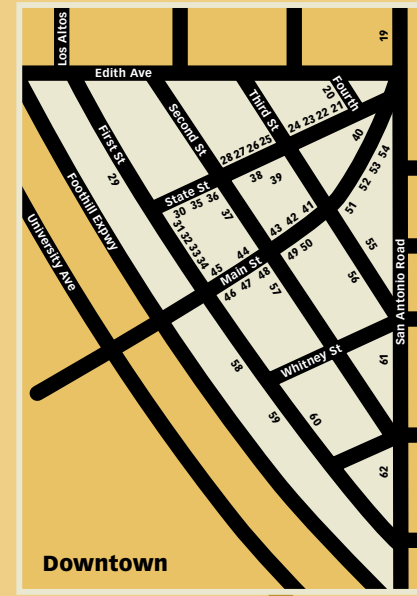 Los Altos
19
Edith Ave
Fourth
20
Third St
24 23 22 21
Second St
40
First St
28 27 26 25
54
53
52
29
State St
38
39
30 35 36
37
51
31
32
33
34
43 42 41
Foothill Expwy
University Ave
55
44
49 50
45
Main St
48
47
46
57
56
San Antonio Road
58
Whitney St
61
59
60
62
Downtown